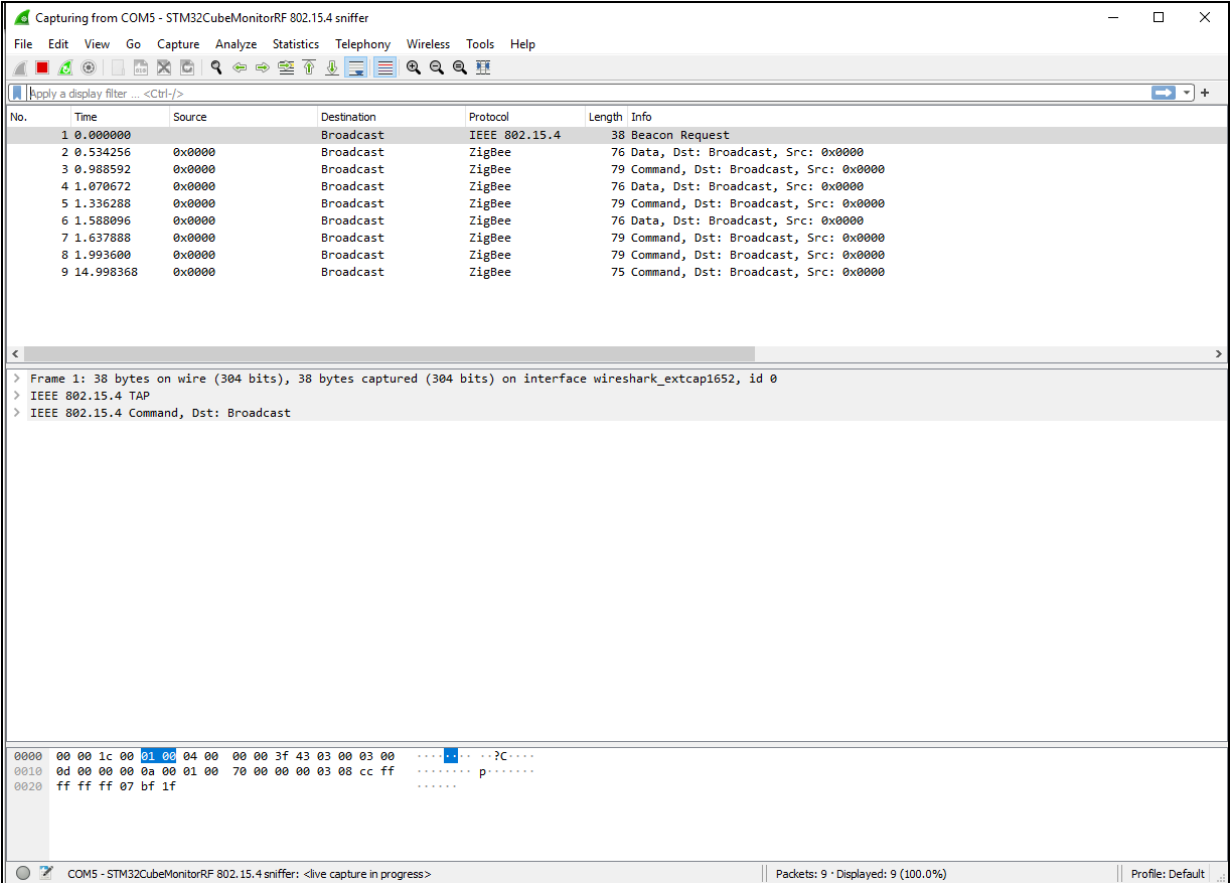 Capturing from COM5 - STM32CubeMonitorRF 802.15.4 sniffer
File Edit View Go Capture Analyze Statistics Telephony Wireless Tools Help
Apply a display filter ... <Ctrl-/>
No. Time Source Destination Protocol Length Info
1 0.000000 Broadcast IEEE 802.15.4 38 Beacon Request
2 0.534256 0x0000 Broadcast ZigBee 76 Data, Dst: Broadcast, Src: 0x0000
3 0.988592 0x0000 Broadcast ZigBee 79 Command, Dst: Broadcast, Src: 0x0000
4 1.070672 0x0000 Broadcast ZigBee 76 Data, Dst: Broadcast, Src: 0x0000
5 1.336288 0x0000 Broadcast ZigBee 79 Command, Dst: Broadcast, Src: 0x0000
6 1.588096 0x0000 Broadcast ZigBee 76 Data, Dst: Broadcast, Src: 0x0000
7 1.637888 0x0000 Broadcast ZigBee 79 Command, Dst: Broadcast, Src: 0x0000
8 1.993600 0x0000 Broadcast ZigBee 79 Command, Dst: Broadcast, Src: 0x0000
9 14.998368 0x0000 Broadcast ZigBee 75 Command, Dst: Broadcast, Src: 0x0000
> Frame 1: 38 bytes on wire (304 bits), 38 bytes captured (304 bits) on interface wireshark_extcap1652, id 0
> IEEE 802.15.4 TAP
> IEEE 802.15.4 Command, Dst: Broadcast
0000 00 00 1c 00 01 00 04 00 00 00 3f 43 03 00 03 00 ········ ··?C····
0010 0d 00 00 00 0a 00 01 00 70 00 00 00 03 08 cc ff ········ p·······
0020 ff ff ff 07 bf 1f ······
COM5 - STM32CubeMonitorRF 802.15.4 sniffer: <live capture in progress>
Packets: 9 · Displayed: 9 (100.0%)
Profile: Default